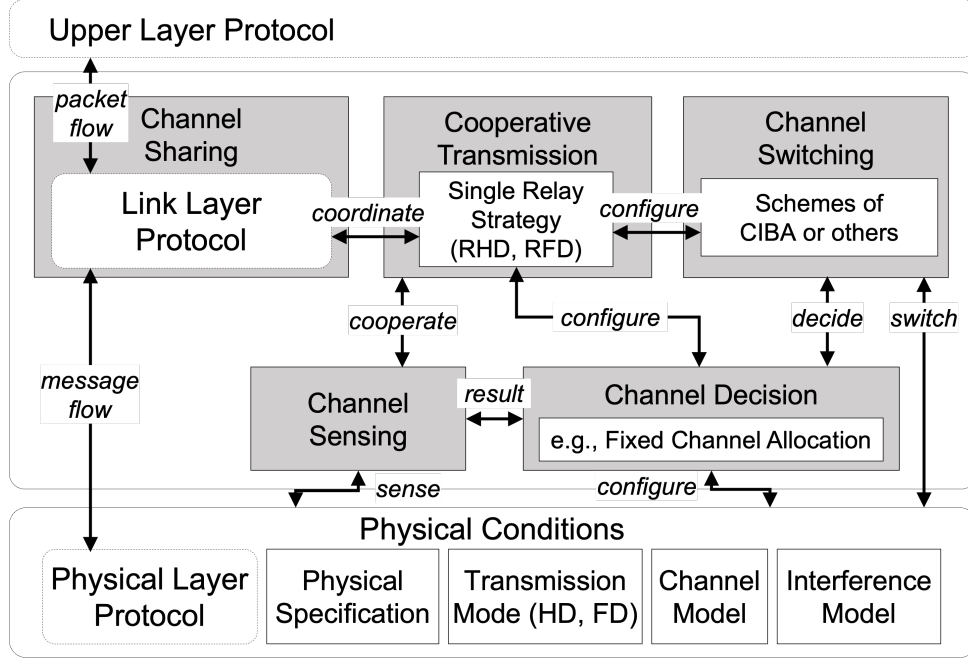 Upper Layer Protocol
packet
flow
Channel
Sharing
Link Layer
Protocol
coordinate
Cooperative
Transmission
Single Relay
Strategy
(RHD, RFD)
configure
Channel
Switching
Schemes of
CIBA or others
cooperate
configure
decide
switch
message
flow
Channel
Sensing
result
Channel Decision
e.g., Fixed Channel Allocation
sense
configure
Physical Conditions
Physical Layer
Protocol
Physical
Specification
Transmission
Mode (HD, FD)
Channel
Model
Interference
Model